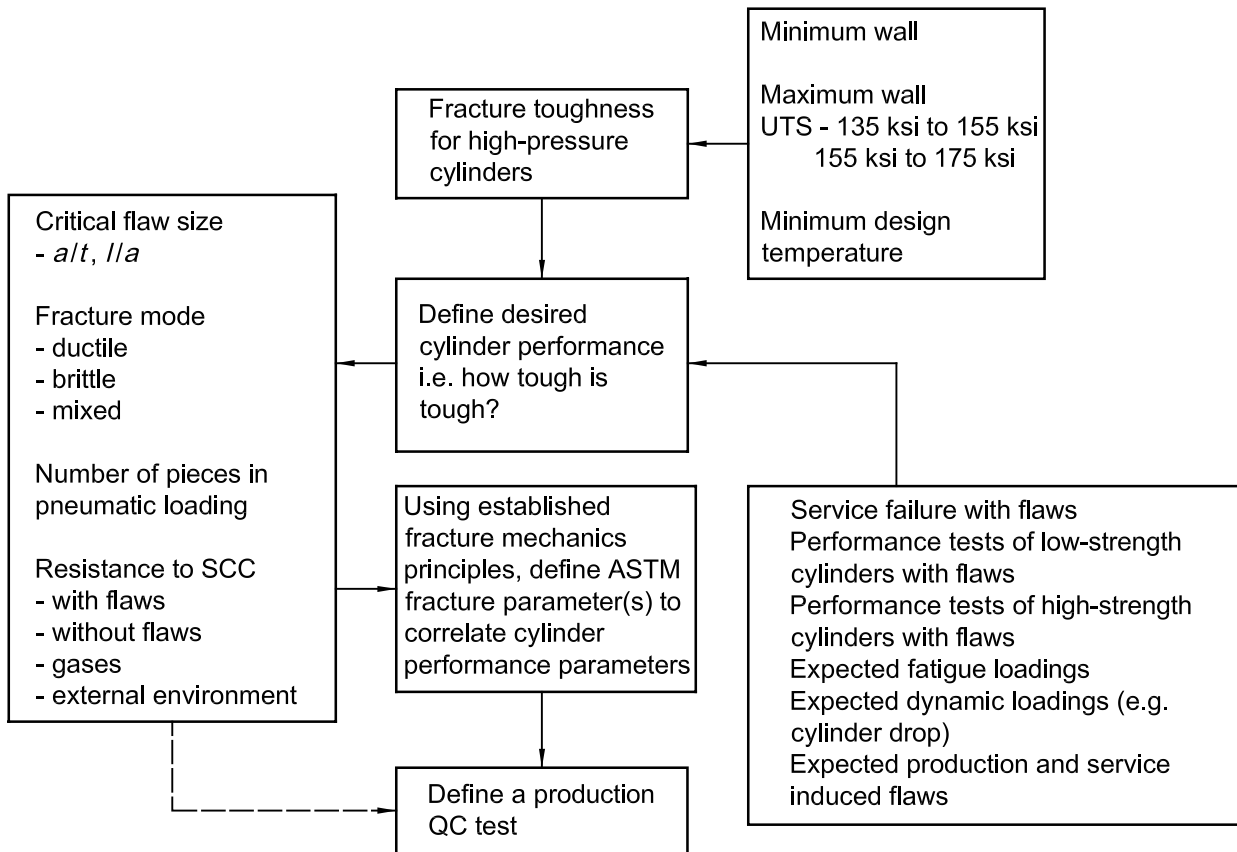 Minimum wall
Maximum wall
UTS - 135 ksi to 155 ksi
155 ksi to 175 ksi
Minimum design
temperature
Fracture toughness
for high-pressure
cylinders
Critical flaw size
- a/t, l/a
Fracture mode
- ductile
- brittle
- mixed
Number of pieces in
pneumatic loading
Resistance to SCC
- with flaws
- without flaws
- gases
- external environment
Define desired
cylinder performance
i.e. how tough is
tough?
Using established
fracture mechanics
principles, define ASTM
fracture parameter(s) to
correlate cylinder
performance parameters
Service failure with flaws
Performance tests of low-strength
cylinders with flaws
Performance tests of high-strength
cylinders with flaws
Expected fatigue loadings
Expected dynamic loadings (e.g.
cylinder drop)
Expected production and service
induced flaws
Define a production
QC test